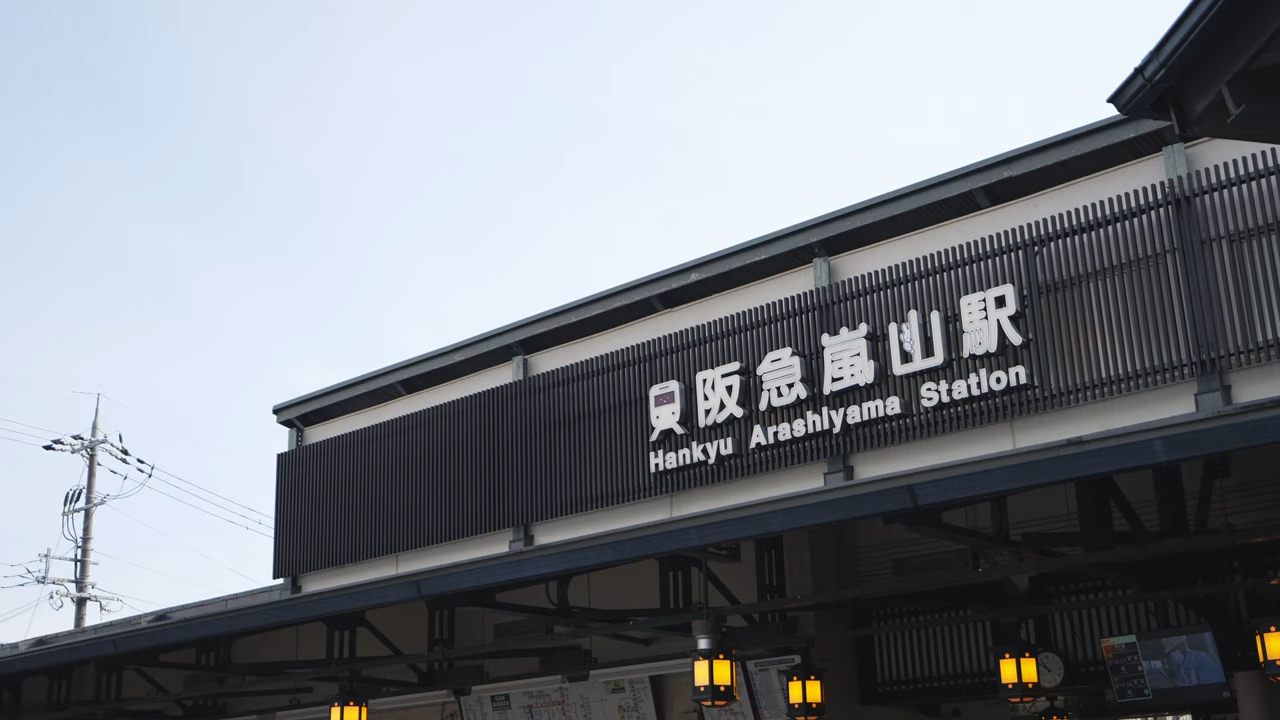 阪急嵐山駅
Hankyu Arashiyama Station